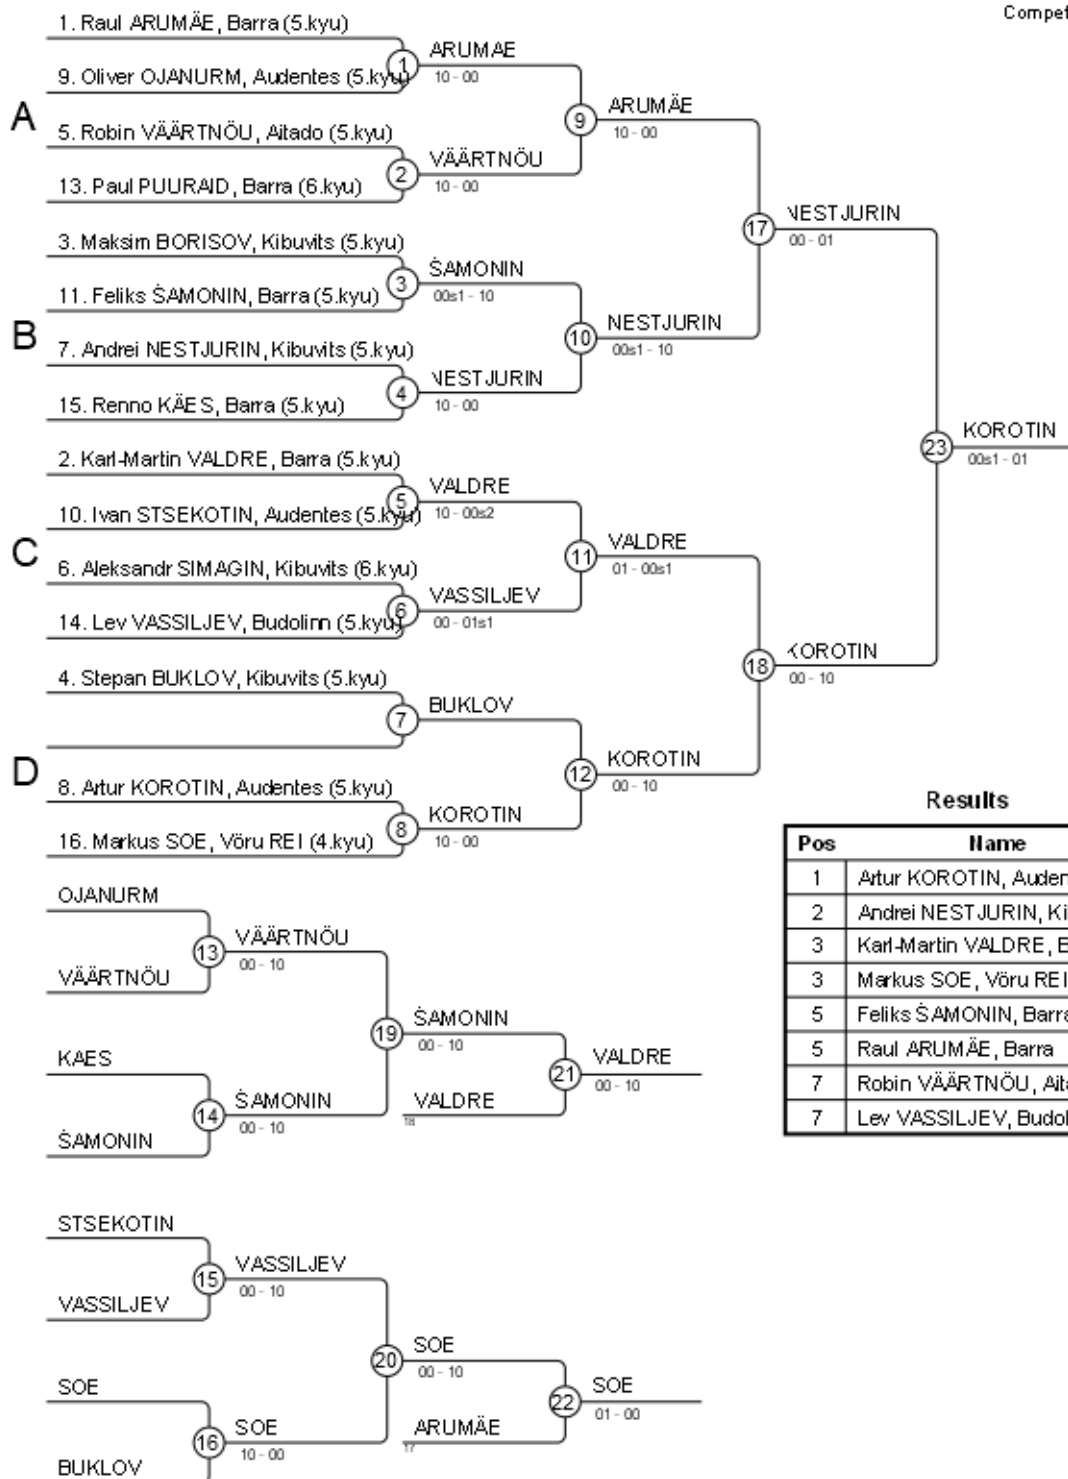 Compet
1. Raul ARUMÄE, Barra (5.kyu)
1
ARUMAE
10 - 00
9. Oliver OJANURM, Audentes (5.kyu)
A
9
ARUMÄE
10 - 00
5. Robin VÄÄRTNÖU, Aitado (5.kyu)
2
VÄÄRTNÖU
10 - 00
13. Paul PUURAID, Barra (6.kyu)
17
NESTJURIN
00 - 01
3. Maksim BORISOV, Kibuvits (5.kyu)
3
ŠAMONIN
00s1 - 10
11. Feliks ŠAMONIN, Barra (5.kyu)
B
10
NESTJURIN
00s1 - 10
7. Andrei NESTJURIN, Kibuvits (5.kyu)
4
NESTJURIN
10 - 00
15. Renno KÄES, Barra (5.kyu)
23
KOROTIN
00s1 - 01
2. Karl-Martin VALDRE, Barra (5.kyu)
5
VALDRE
10 - 00s2
10. Ivan STSEKOTIN, Audentes (5.kyu)
C
11
VALDRE
01 - 00s1
6. Aleksandr SIMAGIN, Kibuvits (6.kyu)
6
VASSILJEV
00 - 01s1
14. Lev VASSILJEV, Budolinn (5.kyu)
18
KOROTIN
00 - 10
4. Stepan BUKLOV, Kibuvits (5.kyu)
7
BUKLOV
D
12
KOROTIN
00 - 10
8. Artur KOROTIN, Audentes (5.kyu)
8
KOROTIN
10 - 00
16. Markus SOE, Võru REI (4.kyu)
Results
Pos Name
1 Artur KOROTIN, Auden
2 Andrei NESTJURIN, Ki
3 Karl-Martin VALDRE, B
3 Markus SOE, Võru REI
5 Feliks ŠAMONIN, Barra
5 Raul ARUMÄE, Barra
7 Robin VÄÄRTNÖU, Aita
7 Lev VASSILJEV, Budol
OJANURM
13
VÄÄRTNÖU
00 - 10
VÄÄRTNÖU
19
ŠAMONIN
00 - 10
KAES
14
ŠAMONIN
00 - 10
ŠAMONIN
21
VALDRE
00 - 10
VALDRE
18
STSEKOTIN
15
VASSILJEV
00 - 10
VASSILJEV
20
SOE
00 - 10
SOE
16
SOE
10 - 00
BUKLOV
22
SOE
01 - 00
ARUMÄE
17